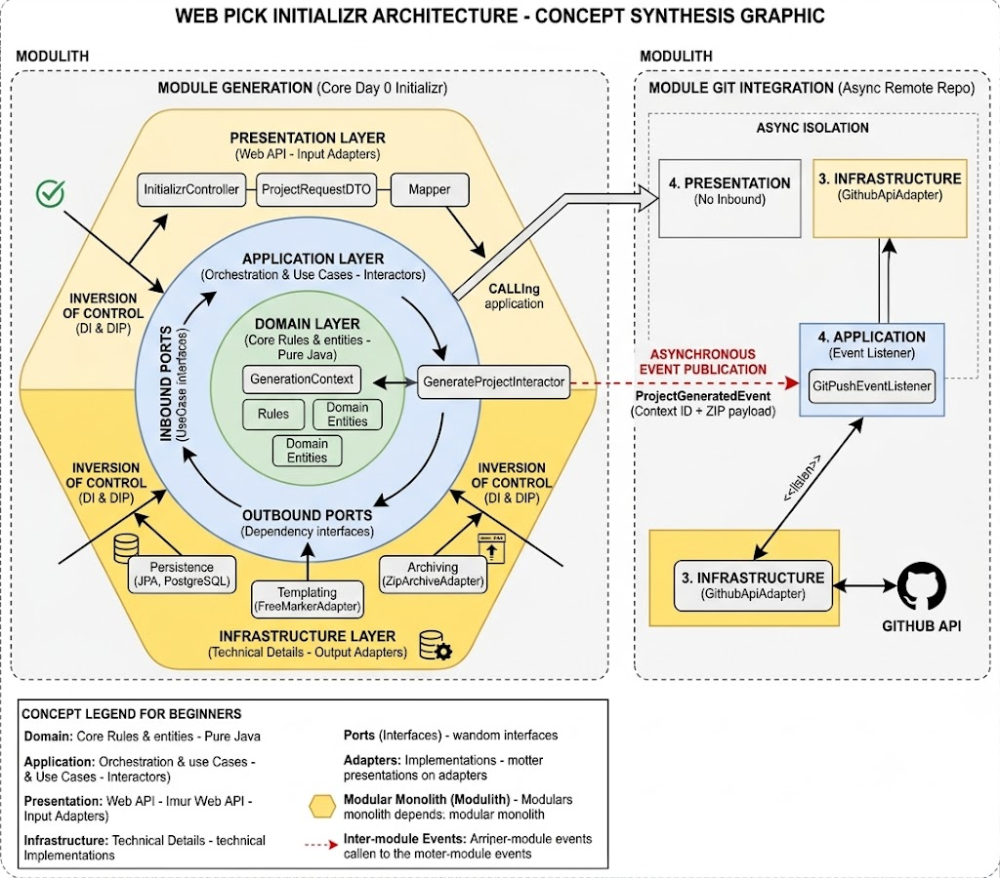 WEB PICK INITIALIZR ARCHITECTURE - CONCEPT SYNTHESIS GRAPHIC
MODULITH
MODULE GENERATION (Core Day 0 Initializr)
PRESENTATION LAYER
(Web API - Input Adapters)
InitializrController
ProjectRequestDTO
Mapper
INVERSION
OF CONTROL
(DI & DIP)
CALLIng
application
APPLICATION LAYER
(Orchestration & Use Cases - Interactors)
INBOUND PORTS
(UseCase interfaces)
DOMAIN LAYER
(Core Rules & entities -
Pure Java)
GenerationContext
Rules
Domain
Entities
Domain
Entities
GenerateProjectInteractor
OUTBOUND PORTS
(Dependency interfaces)
INVERSION
OF CONTROL
(DI & DIP)
INVERSION
OF CONTROL
(DI & DIP)
Persistence
(JPA, PostgreSQL)
Templating
(FreeMarkerAdapter)
Archiving
(ZipArchiveAdapter)
INFRASTRUCTURE LAYER
(Technical Details - Output Adapters)
MODULITH
MODULE GIT INTEGRATION (Async Remote Repo)
ASYNC ISOLATION
4. PRESENTATION
(No Inbound)
3. INFRASTRUCTURE
(GithubApiAdapter)
ASYNCHRONOUS
EVENT PUBLICATION
ProjectGeneratedEvent
(Context ID + ZIP payload)
4. APPLICATION
(Event Listener)
GitPushEventListener
3. INFRASTRUCTURE
(GithubApiAdapter)
GITHUB API
CONCEPT LEGEND FOR BEGINNERS
Domain: Core Rules & entities - Pure Java
Application: Orchestration & use Cases -
& Use Cases - Interactors)
Presentation: Web API - Imur Web API -
Input Adapters)
Infrastructure: Technical Details - technical
Implementations
Ports (Interfaces) - wandom interfaces
Adapters: Implementations - motter
presentations on adapters
Modular Monolith (Modulith) - Modulars
monolith depends: modular monolith
Inter-module Events: Arriper-module events
callen to the moter-module events